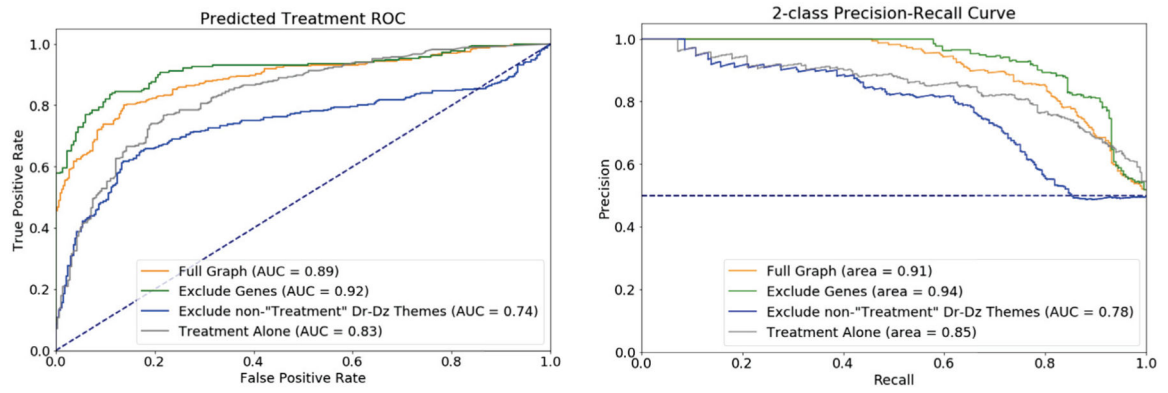 Predicted Treatment ROC
True Positive Rate
1.0
0.8
0.6
0.4
0.2
0.0
Full Graph (AUC = 0.89)
Exclude Genes (AUC = 0.92)
Exclude non-"Treatment" Dr-Dz Themes (AUC = 0.74)
Treatment Alone (AUC = 0.83)
0.0 0.2 0.4 0.6 0.8 1.0
False Positive Rate
2-class Precision-Recall Curve
Precision
1.0
0.8
0.6
0.4
0.2
0.0
Full Graph (area = 0.91)
Exclude Genes (area = 0.94)
Exclude non-"Treatment" Dr-Dz Themes (AUC = 0.78)
Treatment Alone (area = 0.85)
0.0 0.2 0.4 0.6 0.8 1.0
Recall